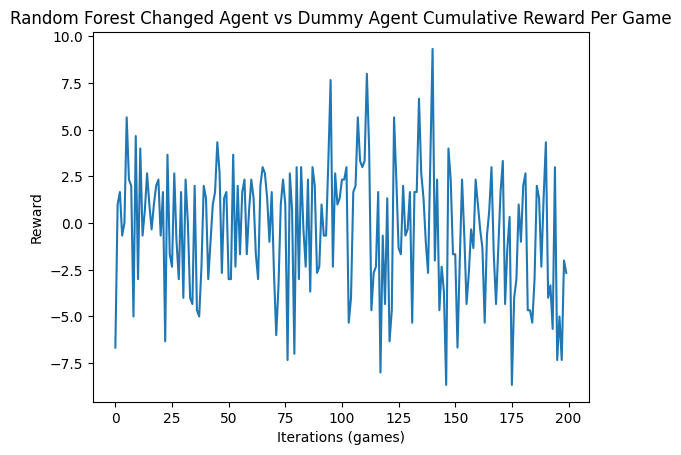 Random Forest Changed Agent vs Dummy Agent Cumulative Reward Per Game
10.0
7.5
5.0
2.5
0.0
−2.5
−5.0
−7.5
Reward
0 25 50 75 100 125 150 175 200
Iterations (games)